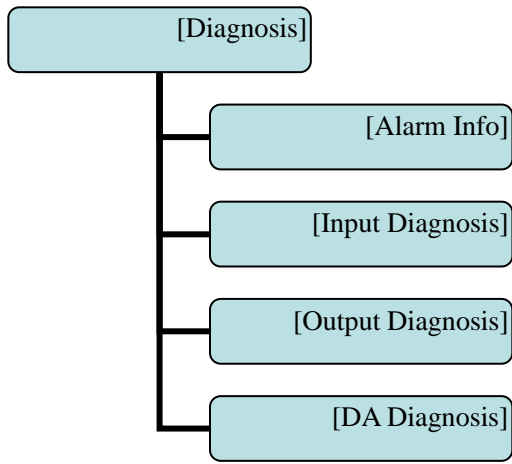 [Diagnosis]
[Alarm Info]
[Input Diagnosis]
[Output Diagnosis]
[DA Diagnosis]